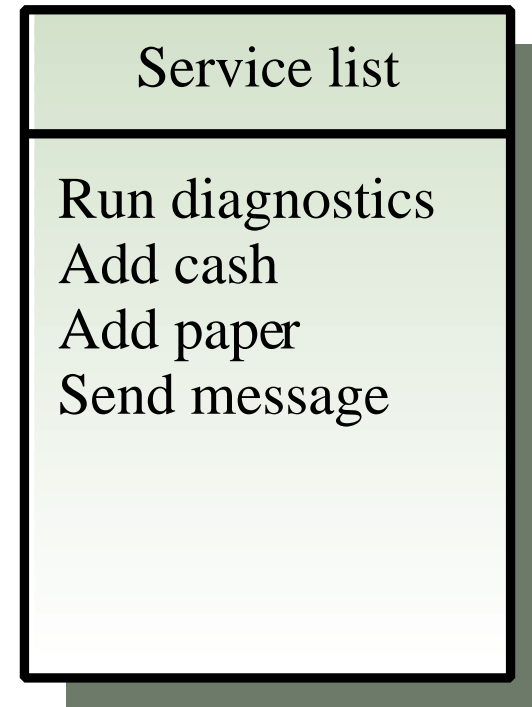 Service list
Run diagnostics
Add cash
Add paper
Send message